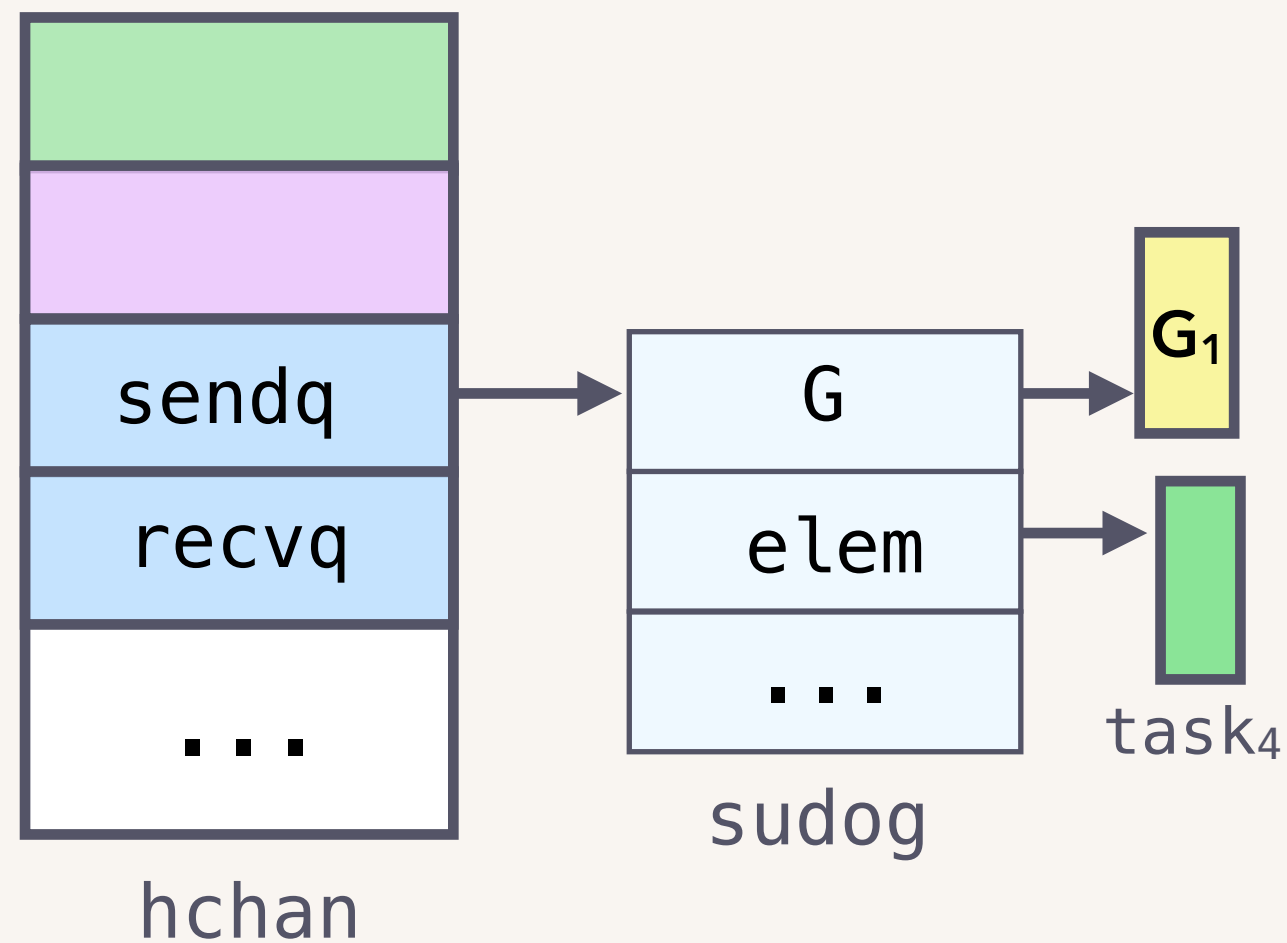 sendq
recvq
...
hchan
G
elem
...
sudog
G₁
task₄